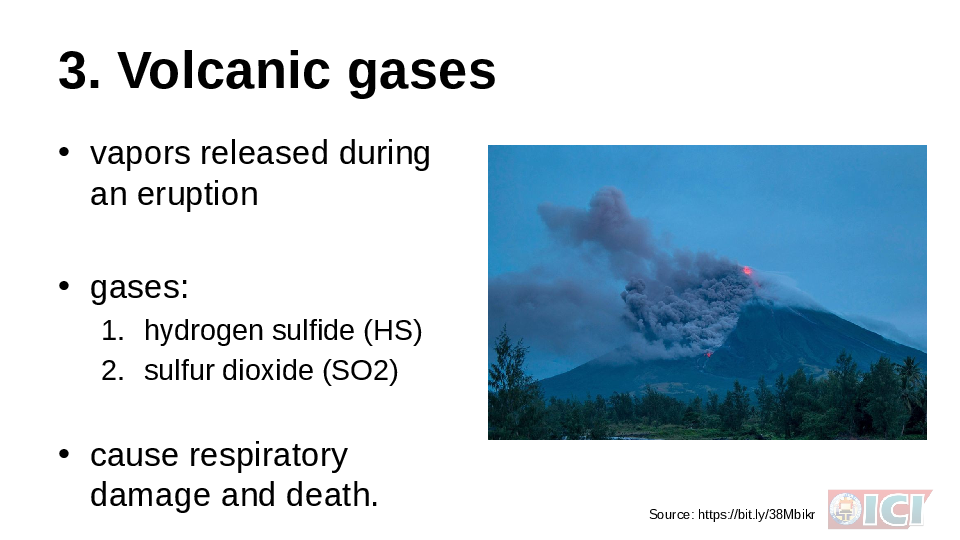 3. Volcanic gases
• vapors released during
an eruption
• gases:
1. hydrogen sulfide (HS)
2. sulfur dioxide (SO2)
• cause respiratory
damage and death.
Source: https://bit.ly/38Mbikr
ICI